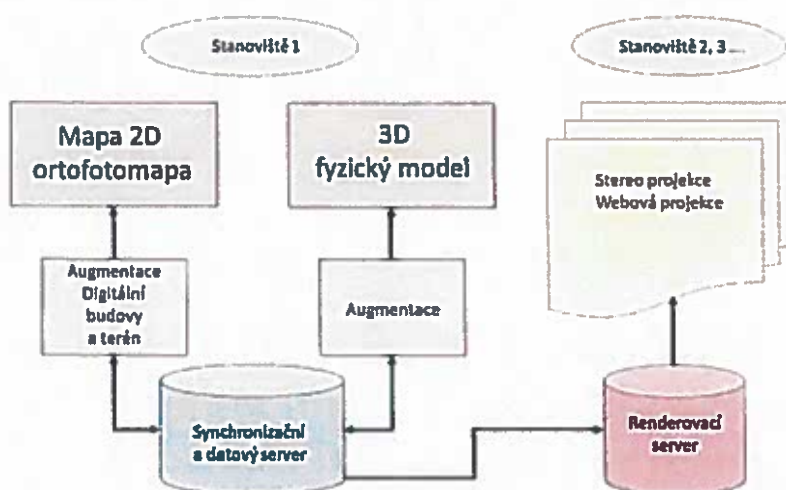 Stanoviště 1
Stanoviště 2, 3 ...
Mapa 2D
ortofotomapa
3D
fyzický model
Stereo projekce
Webová projekce
Augmentace
Digitální
budovy
a terén
Augmentace
Synchronizační
a datový server
Renderovací
server